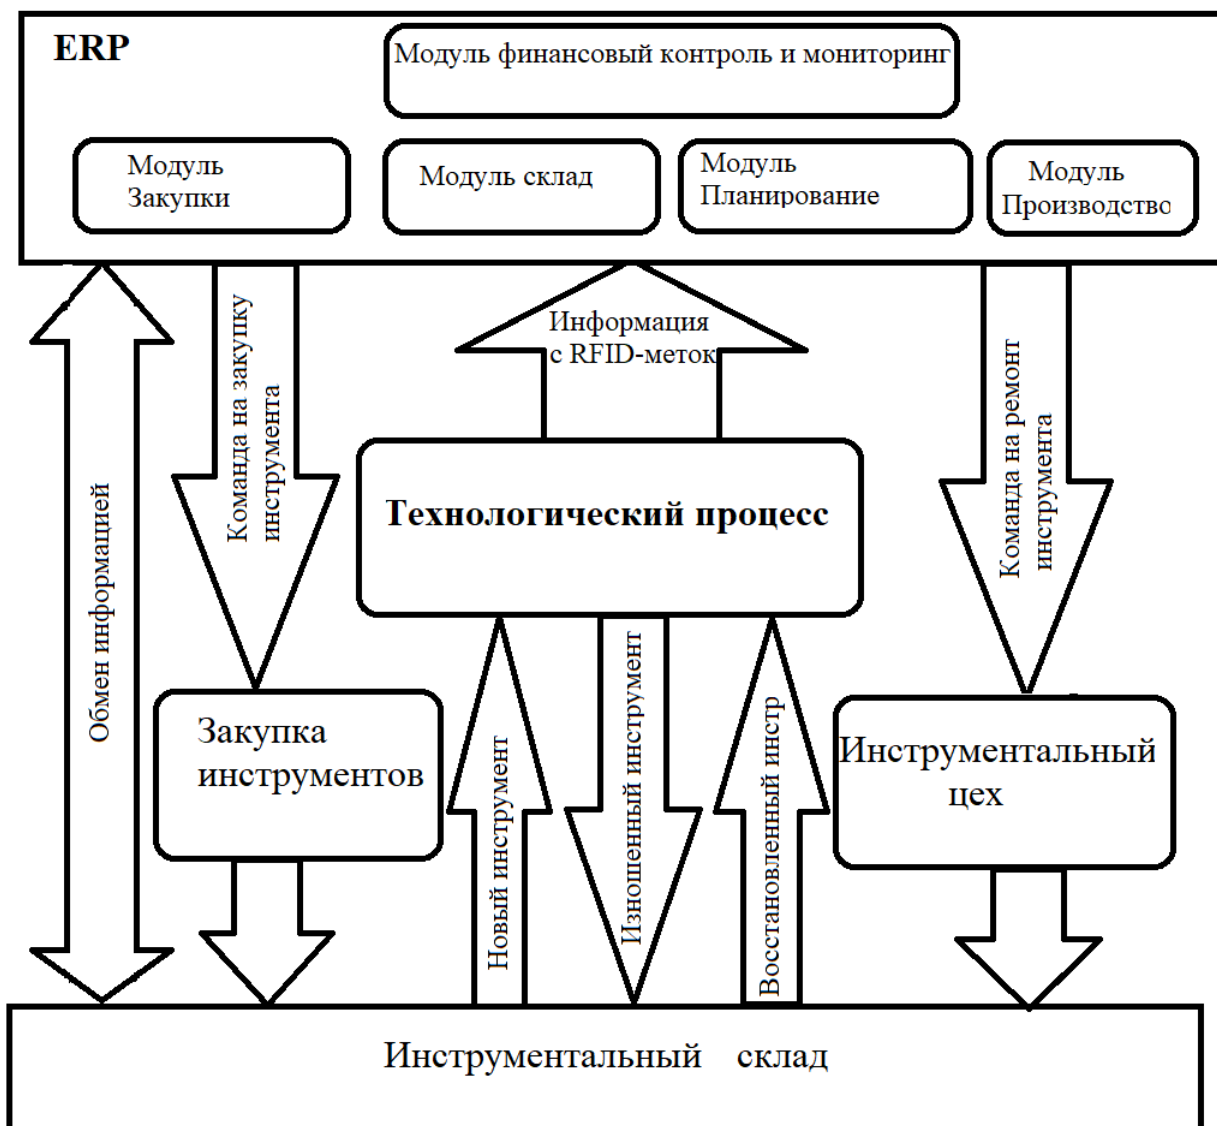 ERP
Модуль финансовый контроль и мониторинг
Модуль
Закупки
Модуль склад
Модуль
Планирование
Модуль
Производство
Обмен информацией
Команда на закупку
инструмента
Информация
с RFID-меток
Команда на ремонт
инструмента
Технологический процесс
Закупка
инструментов
Новый инструмент
Изношенный инструмент
Восстановленный инстр
Инструментальный
цех
Инструментальный склад